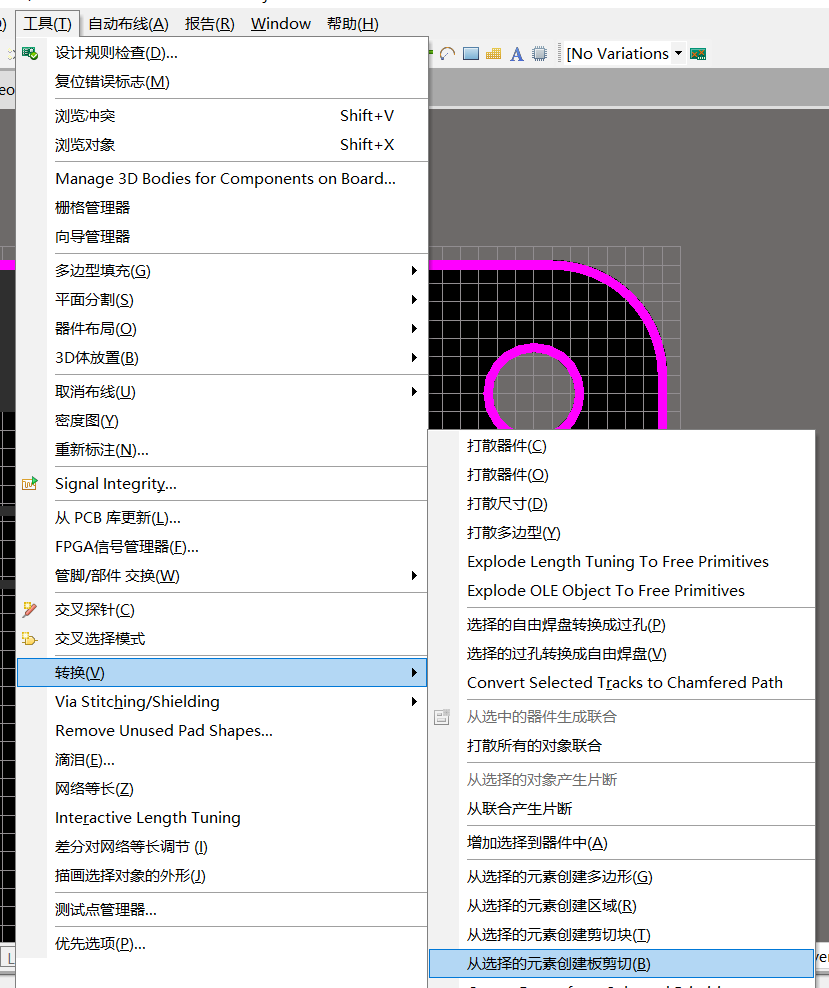 工具(T) 自动布线(A) 报告(R) Window 帮助(H)
[No Variations
设计规则检查(D)...
复位错误标志(M)
浏览冲突 Shift+V
浏览对象 Shift+X
Manage 3D Bodies for Components on Board...
栅格管理器
向导管理器
多边型填充(G)
平面分割(S)
器件布局(O)
3D体放置(B)
取消布线(U)
密度图(Y)
重新标注(N)...
Signal Integrity...
从 PCB 库更新(L)...
FPGA信号管理器(F)...
管脚/部件 交换(W)
交叉探针(C)
交叉选择模式
转换(V)
Via Stitching/Shielding
Remove Unused Pad Shapes...
滴泪(E)...
网络等长(Z)
Interactive Length Tuning
差分对网络等长调节 (I)
描画选择对象的外形(J)
测试点管理器...
优先选项(P)...
打散器件(C)
打散器件(O)
打散尺寸(D)
打散多边型(Y)
Explode Length Tuning To Free Primitives
Explode OLE Object To Free Primitives
选择的自由焊盘转换成过孔(P)
选择的过孔转换成自由焊盘(V)
Convert Selected Tracks to Chamfered Path
从选中的器件生成联合
打散所有的对象联合
从选择的对象产生片断
从联合产生片断
增加选择到器件中(A)
从选择的元素创建多边形(G)
从选择的元素创建区域(R)
从选择的元素创建剪切块(T)
从选择的元素创建板剪切(B)